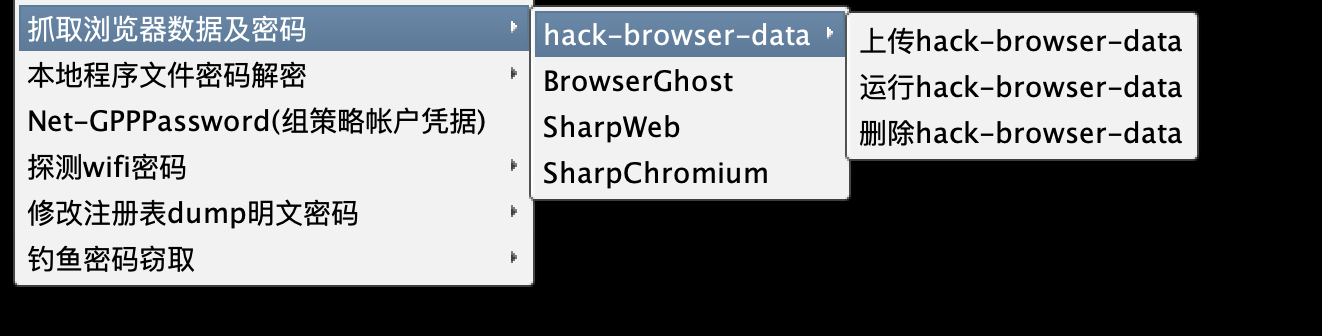 抓取浏览器数据及密码
本地程序文件密码解密
Net-GPPPassword(组策略帐户凭据)
探测wifi密码
修改注册表dump明文密码
钓鱼密码窃取
hack-browser-data
BrowserGhost
SharpWeb
SharpChromium
上传hack-browser-data
运行hack-browser-data
删除hack-browser-data